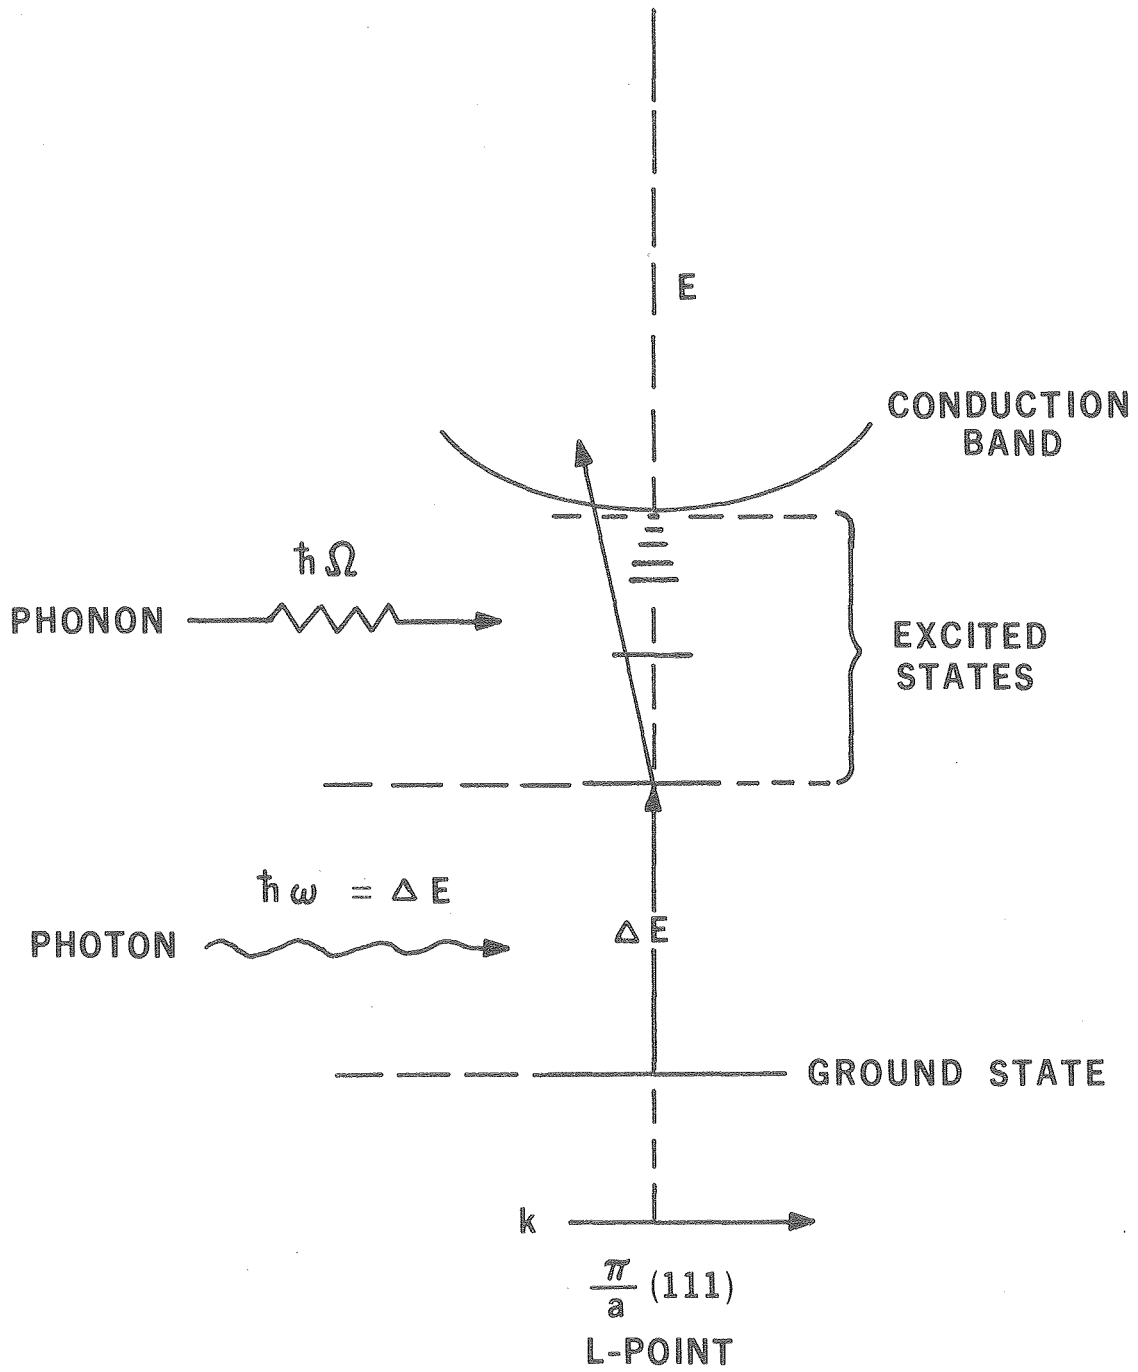 E
CONDUCTION
BAND
ħΩ
PHONON
EXCITED
STATES
ħω = ΔE
PHOTON
ΔE
GROUND STATE
k
π/a (111)
L-POINT